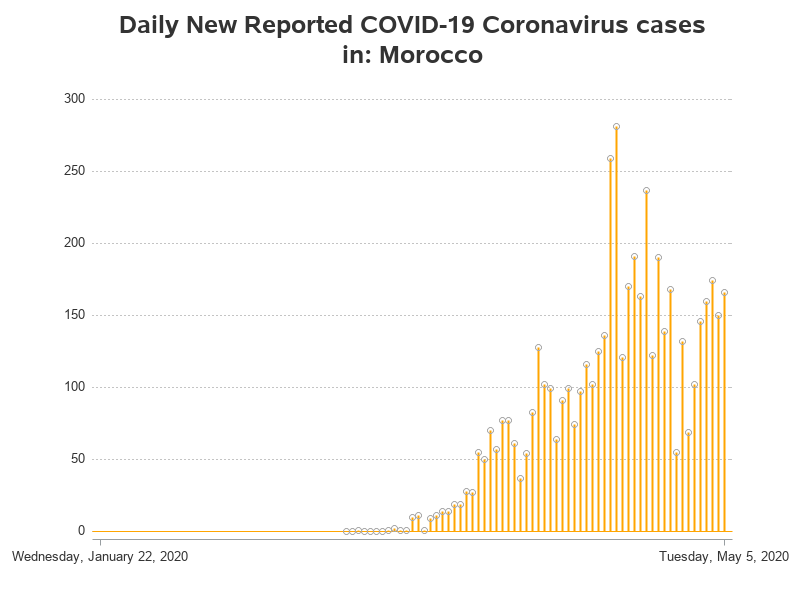 Daily New Reported COVID-19 Coronavirus cases
in: Morocco
300
250
200
150
100
50
0
Wednesday, January 22, 2020 Tuesday, May 5, 2020